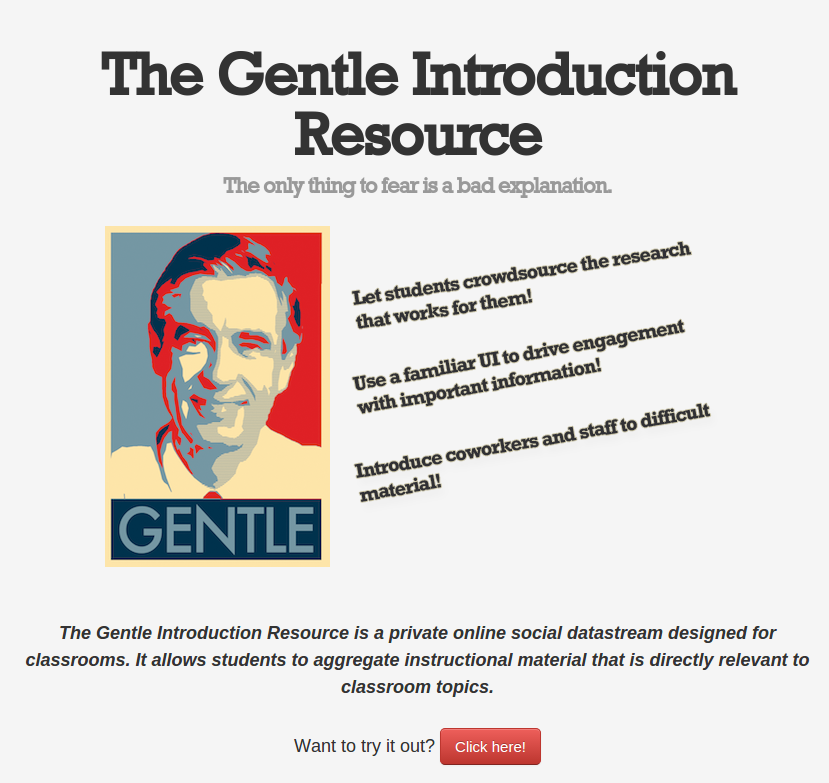 The Gentle Introduction
Resource
The only thing to fear is a bad explanation.
Let students crowdsource the research
that works for them!
Use a familiar UI to drive engagement
with important information!
Introduce coworkers and staff to difficult
material!
GENTLE
The Gentle Introduction Resource is a private online social datastream designed for
classrooms. It allows students to aggregate instructional material that is directly relevant to
classroom topics.
Want to try it out? Click here!